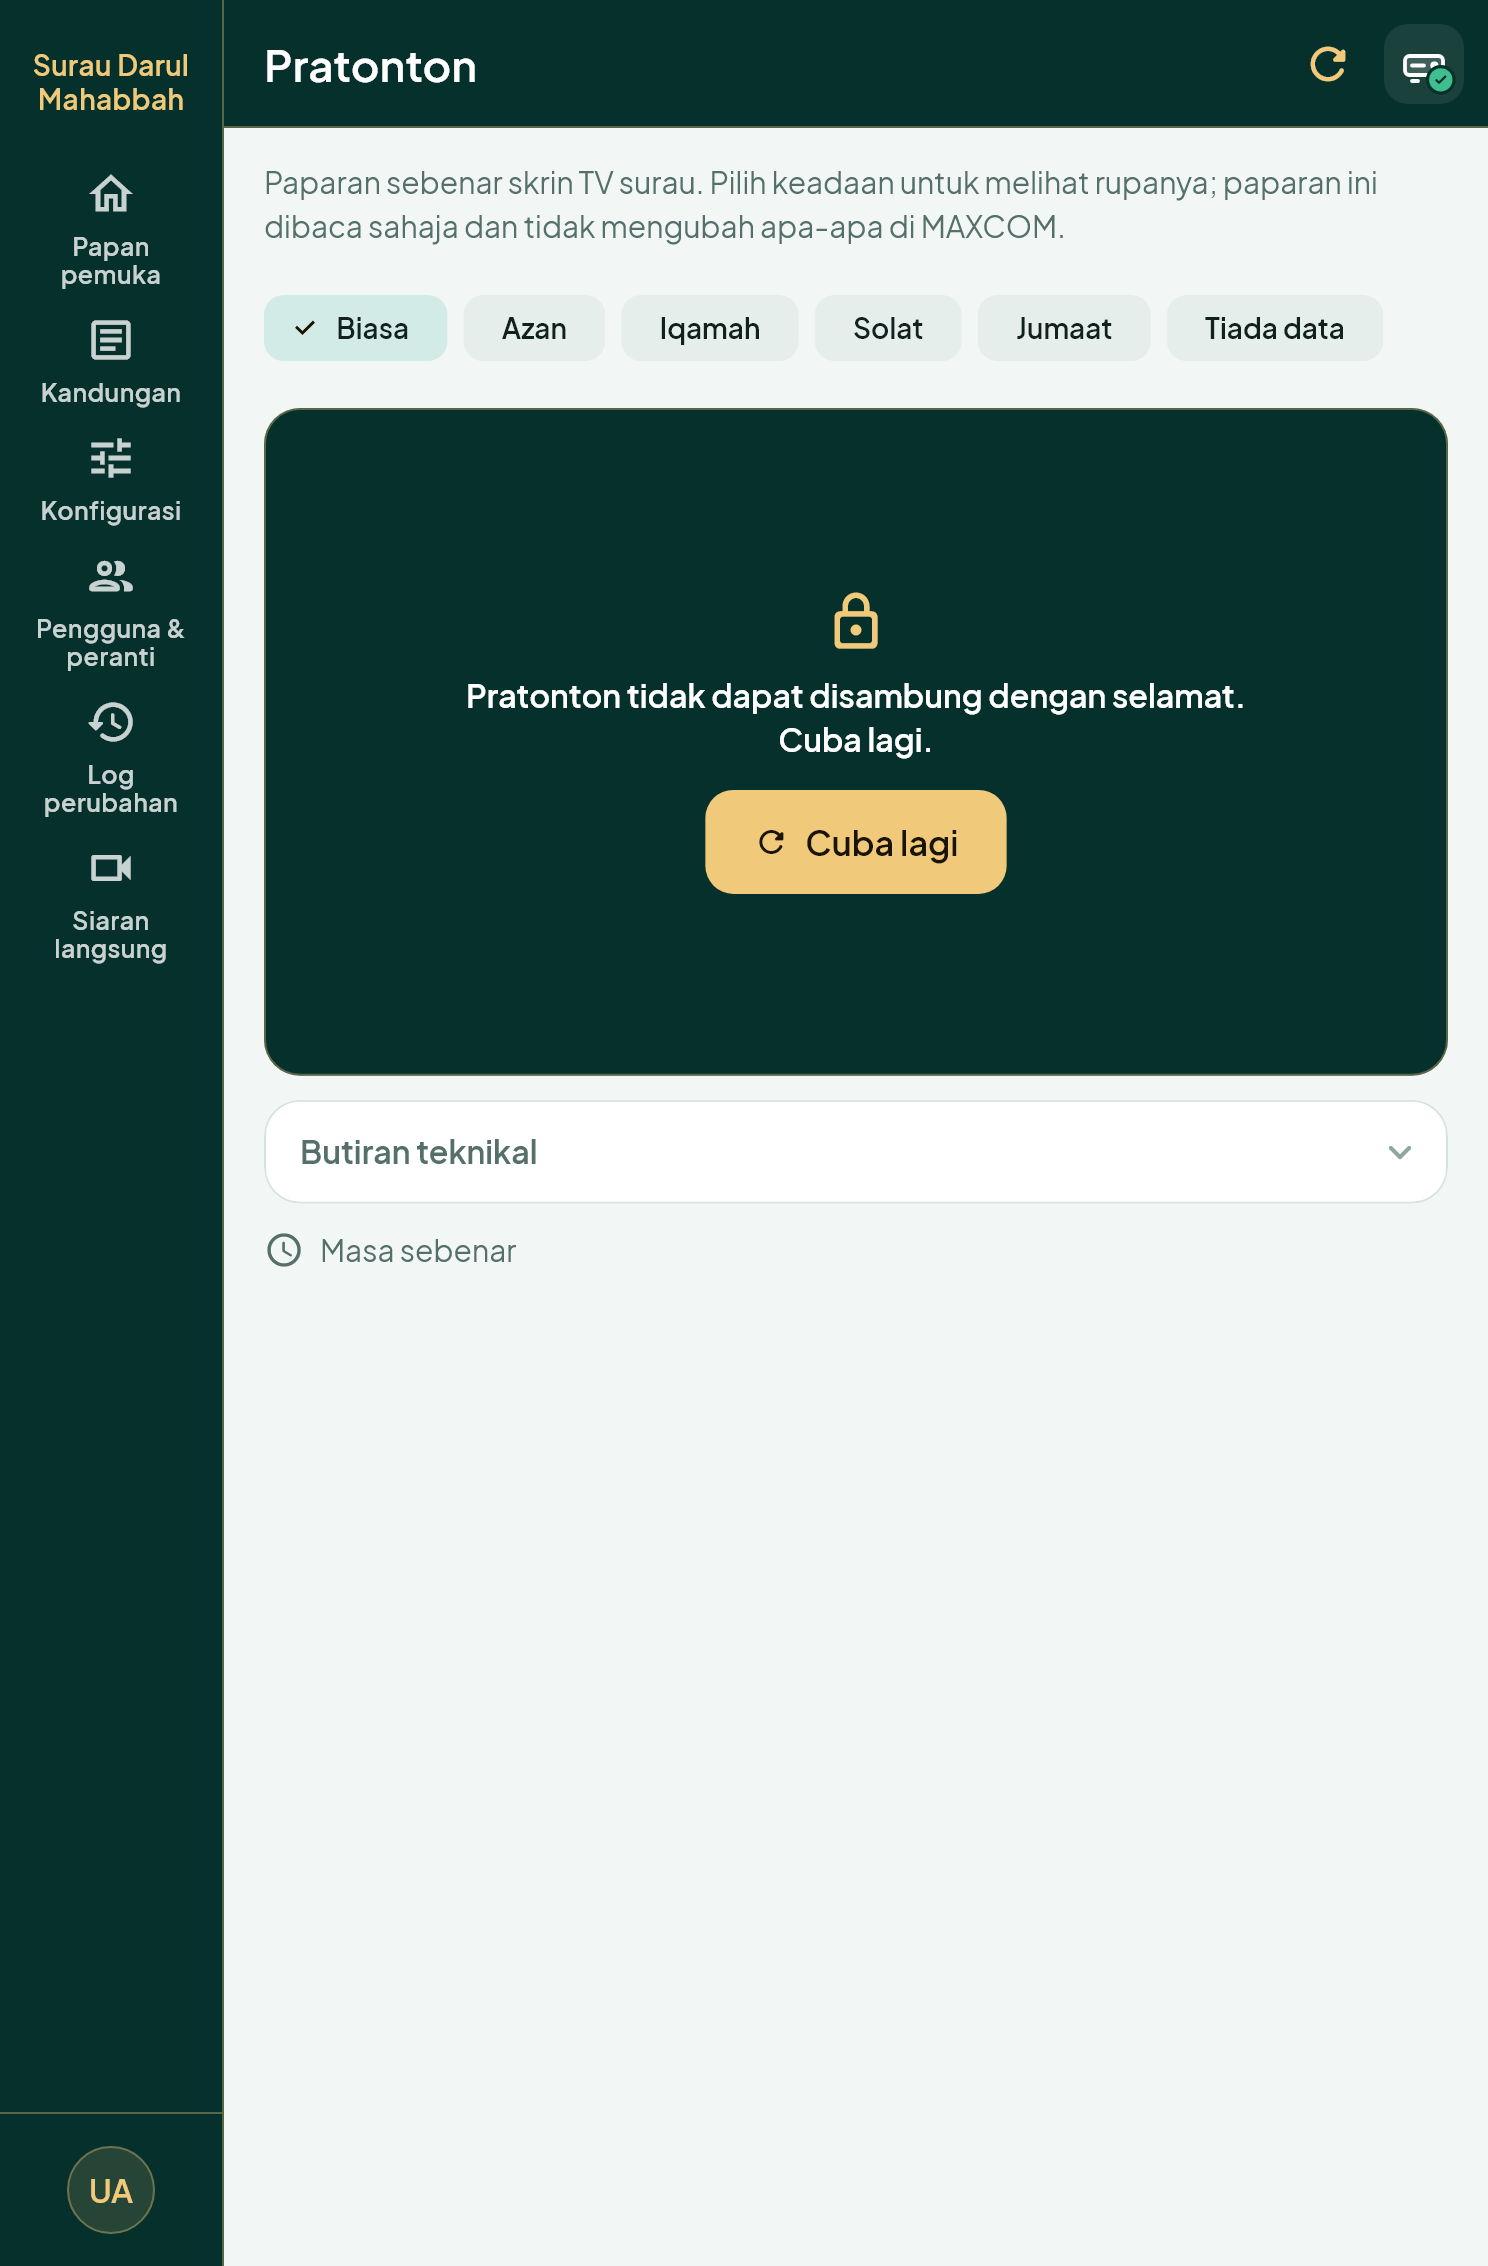 Surau Darul
Mahabbah
Papan
pemuka
Kandungan
Konfigurasi
Pengguna &
peranti
Log
perubahan
Siaran
langsung
UA
Pratonton
Paparan sebenar skrin TV surau. Pilih keadaan untuk melihat rupanya; paparan ini
dibaca sahaja dan tidak mengubah apa-apa di MAXCOM.
Biasa
Azan
Iqamah
Solat
Jumaat
Tiada data
Pratonton tidak dapat disambung dengan selamat.
Cuba lagi.
Cuba lagi
Butiran teknikal
Masa sebenar